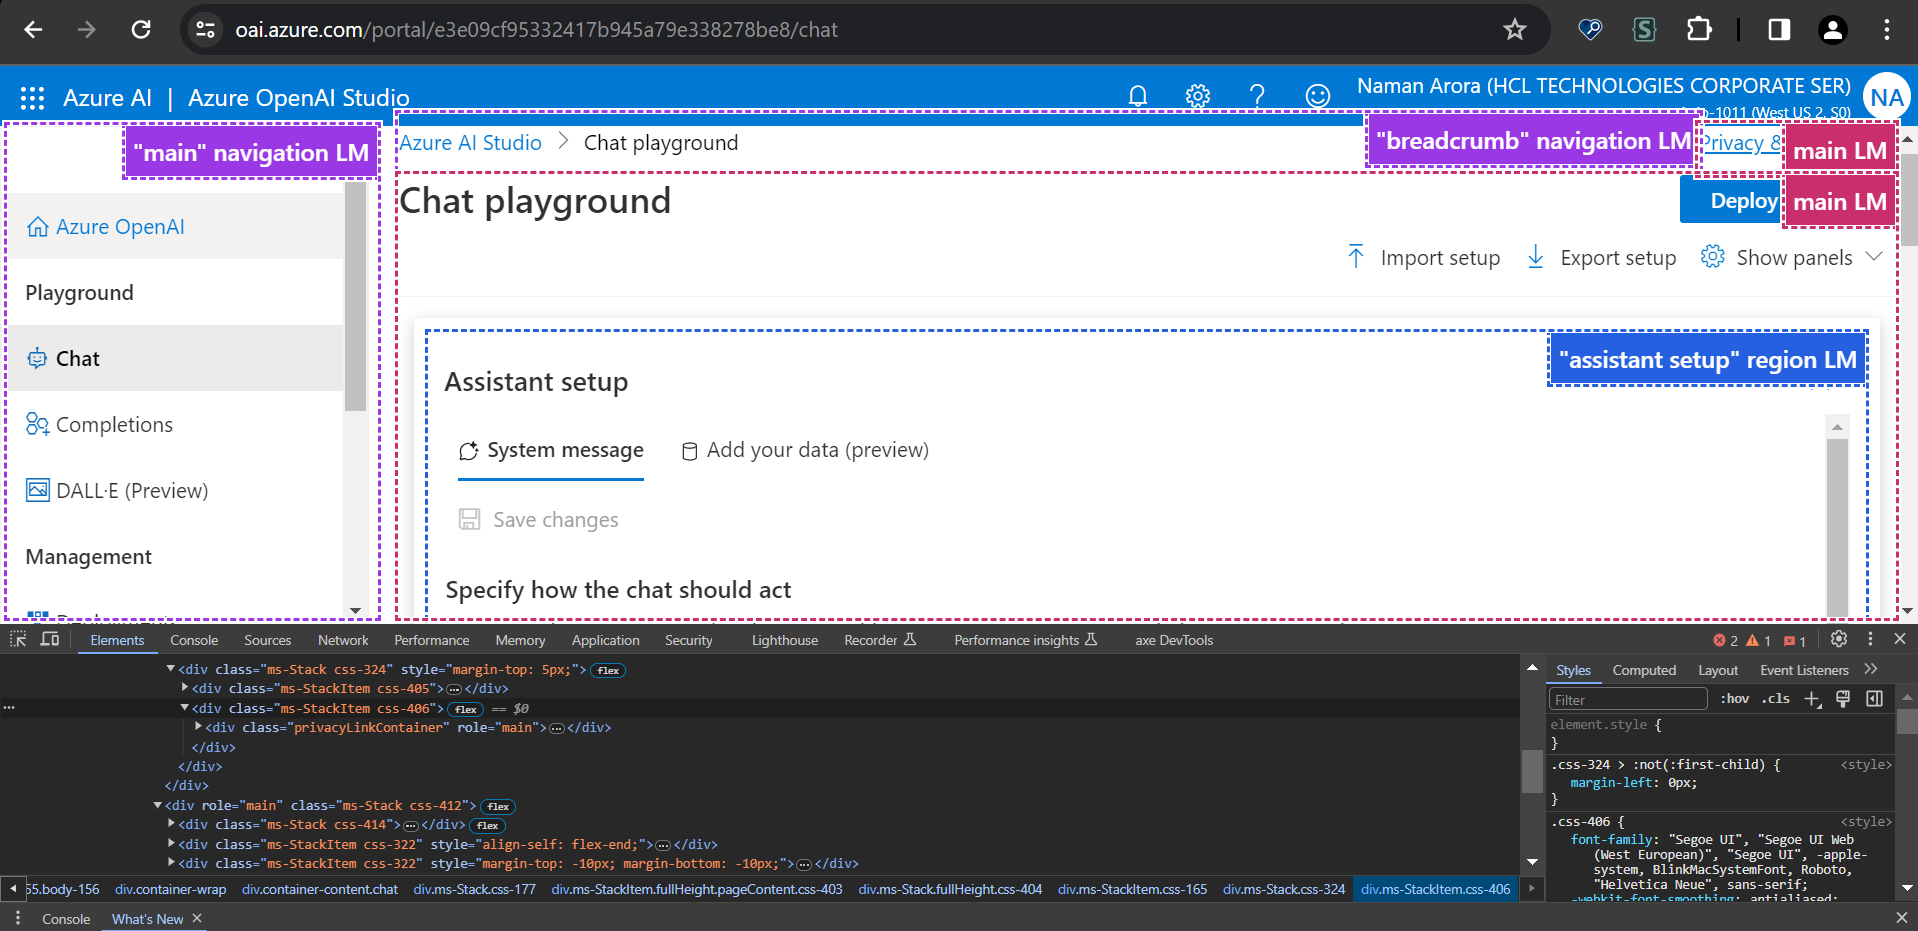 oai.azure.com/portal/e3e09cf95332417b945a79e338278be8/chat
Azure AI | Azure OpenAI Studio
Naman Arora (HCL TECHNOLOGIES CORPORATE SER)
-1011 (West US 2, S0)
NA
"main" navigation LM
Azure AI Studio > Chat playground
"breadcrumb" navigation LM
Privacy &
main LM
Chat playground
Deploy
main LM
Azure OpenAI
Import setup
Export setup
Show panels
Playground
Chat
"assistant setup" region LM
Assistant setup
Completions
System message
Add your data (preview)
DALL·E (Preview)
Save changes
Management
Specify how the chat should act
Elements Console Sources Network Performance Memory Application Security Lighthouse Recorder Performance insights axe DevTools
2 1 1
<div class="ms-Stack css-324" style="margin-top: 5px;"> flex
<div class="ms-StackItem css-405"> … </div>
<div class="ms-StackItem css-406"> flex == $0
<div class="privacyLinkContainer" role="main"> … </div>
</div>
</div>
</div>
<div role="main" class="ms-Stack css-412"> flex
<div class="ms-Stack css-414"> … </div> flex
<div class="ms-StackItem css-322" style="align-self: flex-end;"> … </div>
<div class="ms-StackItem css-322" style="margin-top: -10px; margin-bottom: -10px;"> … </div>
55.body-156 div.container-wrap div.container-content.chat div.ms-Stack.css-177 div.ms-StackItem.fullHeight.pageContent.css-403 div.ms-Stack.fullHeight.css-404 div.ms-StackItem.css-165 div.ms-Stack.css-324 div.ms-StackItem.css-406
Styles Computed Layout Event Listeners
Filter
:hov .cls
element.style {
}
.css-324 > :not(:first-child) { <style>
margin-left: 0px;
}
.css-406 { <style>
font-family: "Segoe UI", "Segoe UI Web
(West European)", "Segoe UI", -apple-
system, BlinkMacSystemFont, Roboto,
"Helvetica Neue", sans-serif;
-webkit-font-smoothing: antialiased;
Console What's New